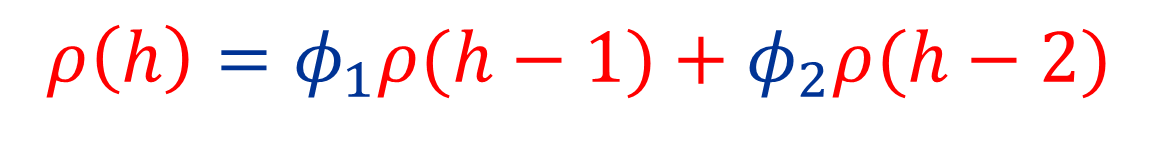 ρ(h) = ϕ₁ρ(h − 1) + ϕ₂ρ(h − 2)